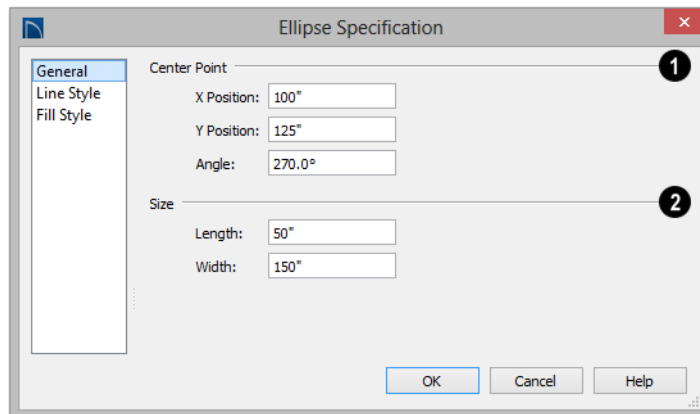 Ellipse Specification
General
Line Style
Fill Style
Center Point
1
X Position: 100"
Y Position: 125"
Angle: 270.0°
Size
2
Length: 50"
Width: 150"
OK Cancel Help